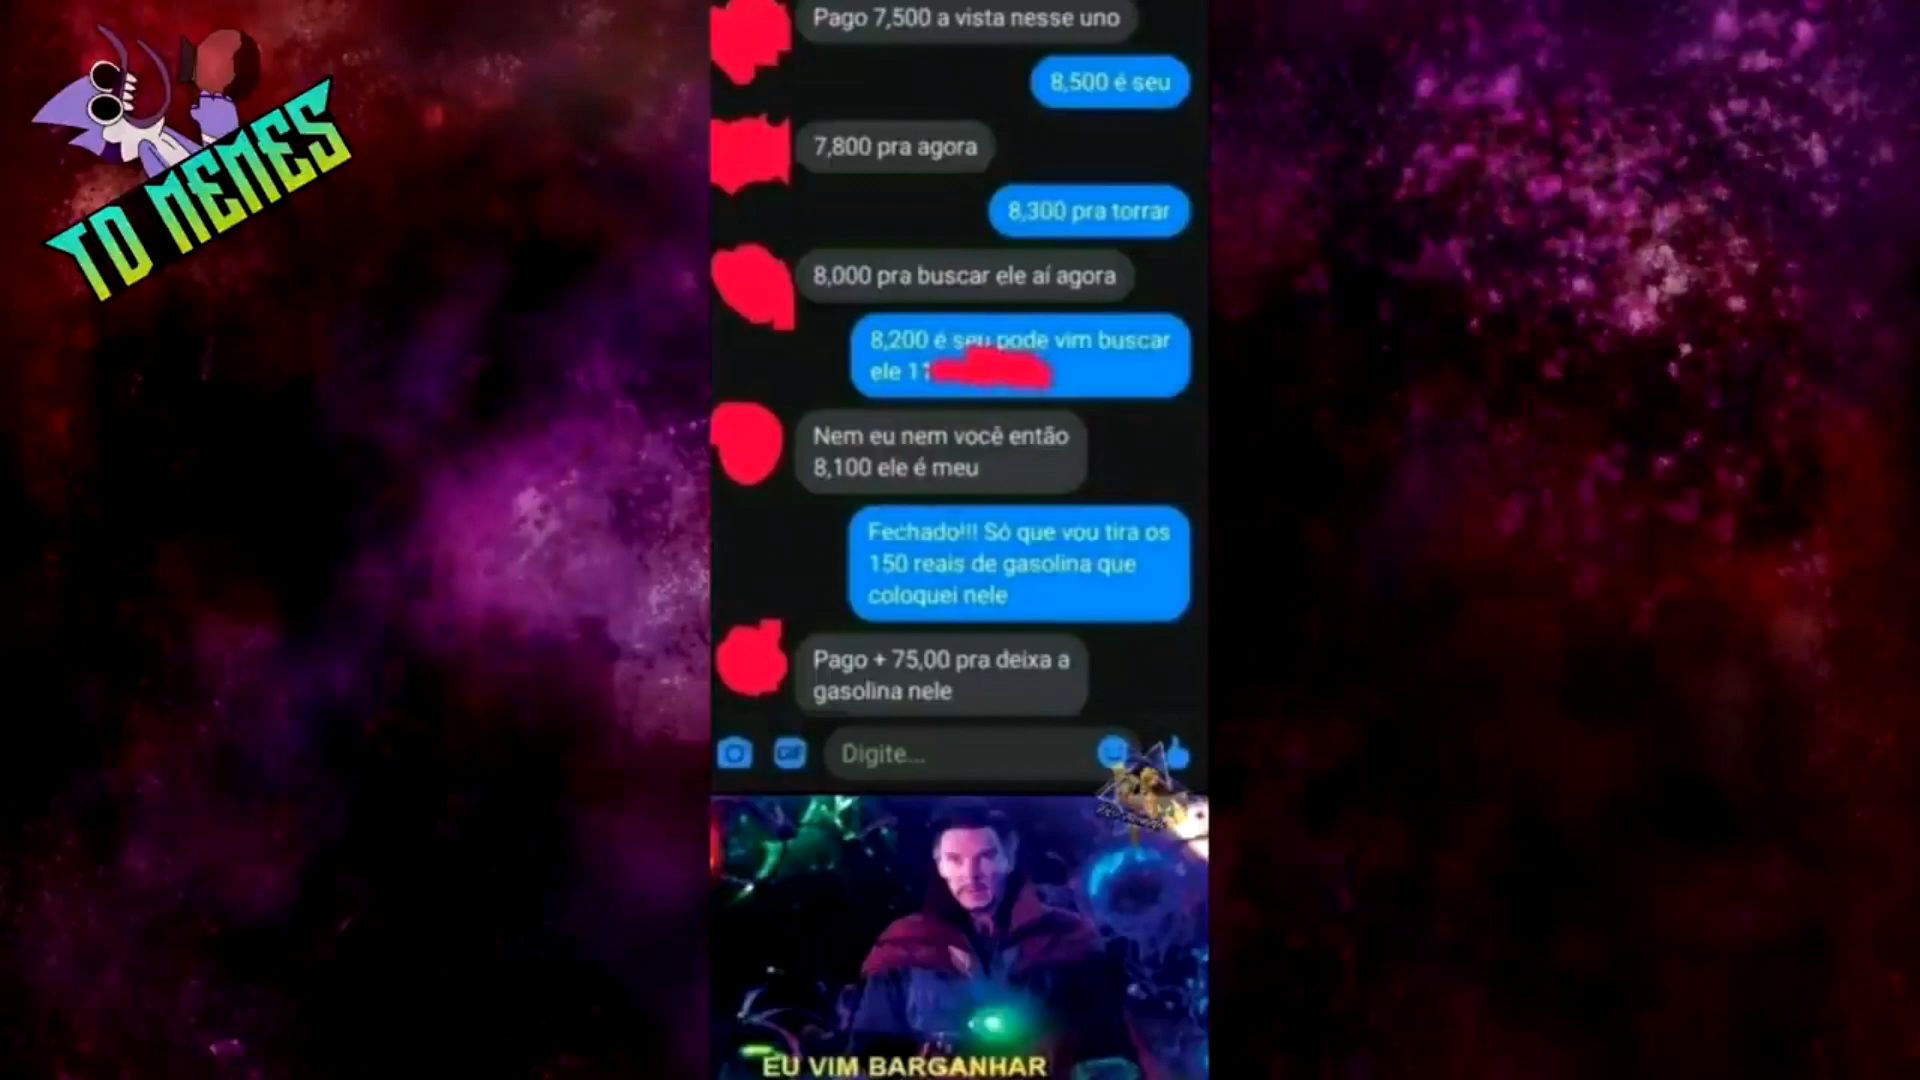 TD MEMES
Pago 7,500 a vista nesse uno
8,500 é seu
7,800 pra agora
8,300 pra torrar
8,000 pra buscar ele aí agora
8,200 é seu pode vim buscar
ele 11
Nem eu nem você então
8,100 ele é meu
Fechado!!! Só que vou tira os
150 reais de gasolina que
coloquei nele
Pago + 75,00 pra deixa a
gasolina nele
GIF
Digite...
EU VIM BARGANHAR